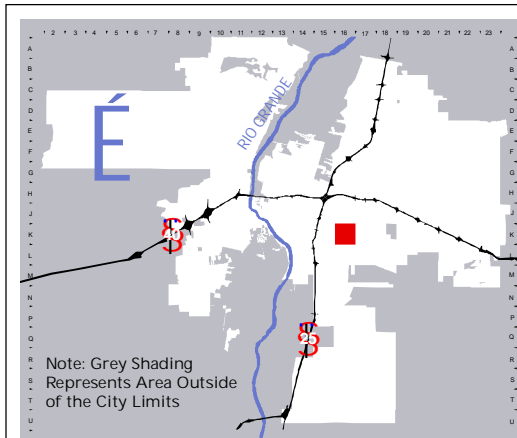 2 3 4 5 6 7 8 9 10 11 12 13 14 15 16 17 18 19 20 21 22 23
A
B
C
D
E
F
G
H
J
K
L
M
N
P
Q
R
S
T
U
É
RIO GRANDE
40
25
Note: Grey Shading
Represents Area Outside
of the City Limits
A
B
C
D
E
F
G
H
J
K
L
M
N
P
Q
R
S
T
U